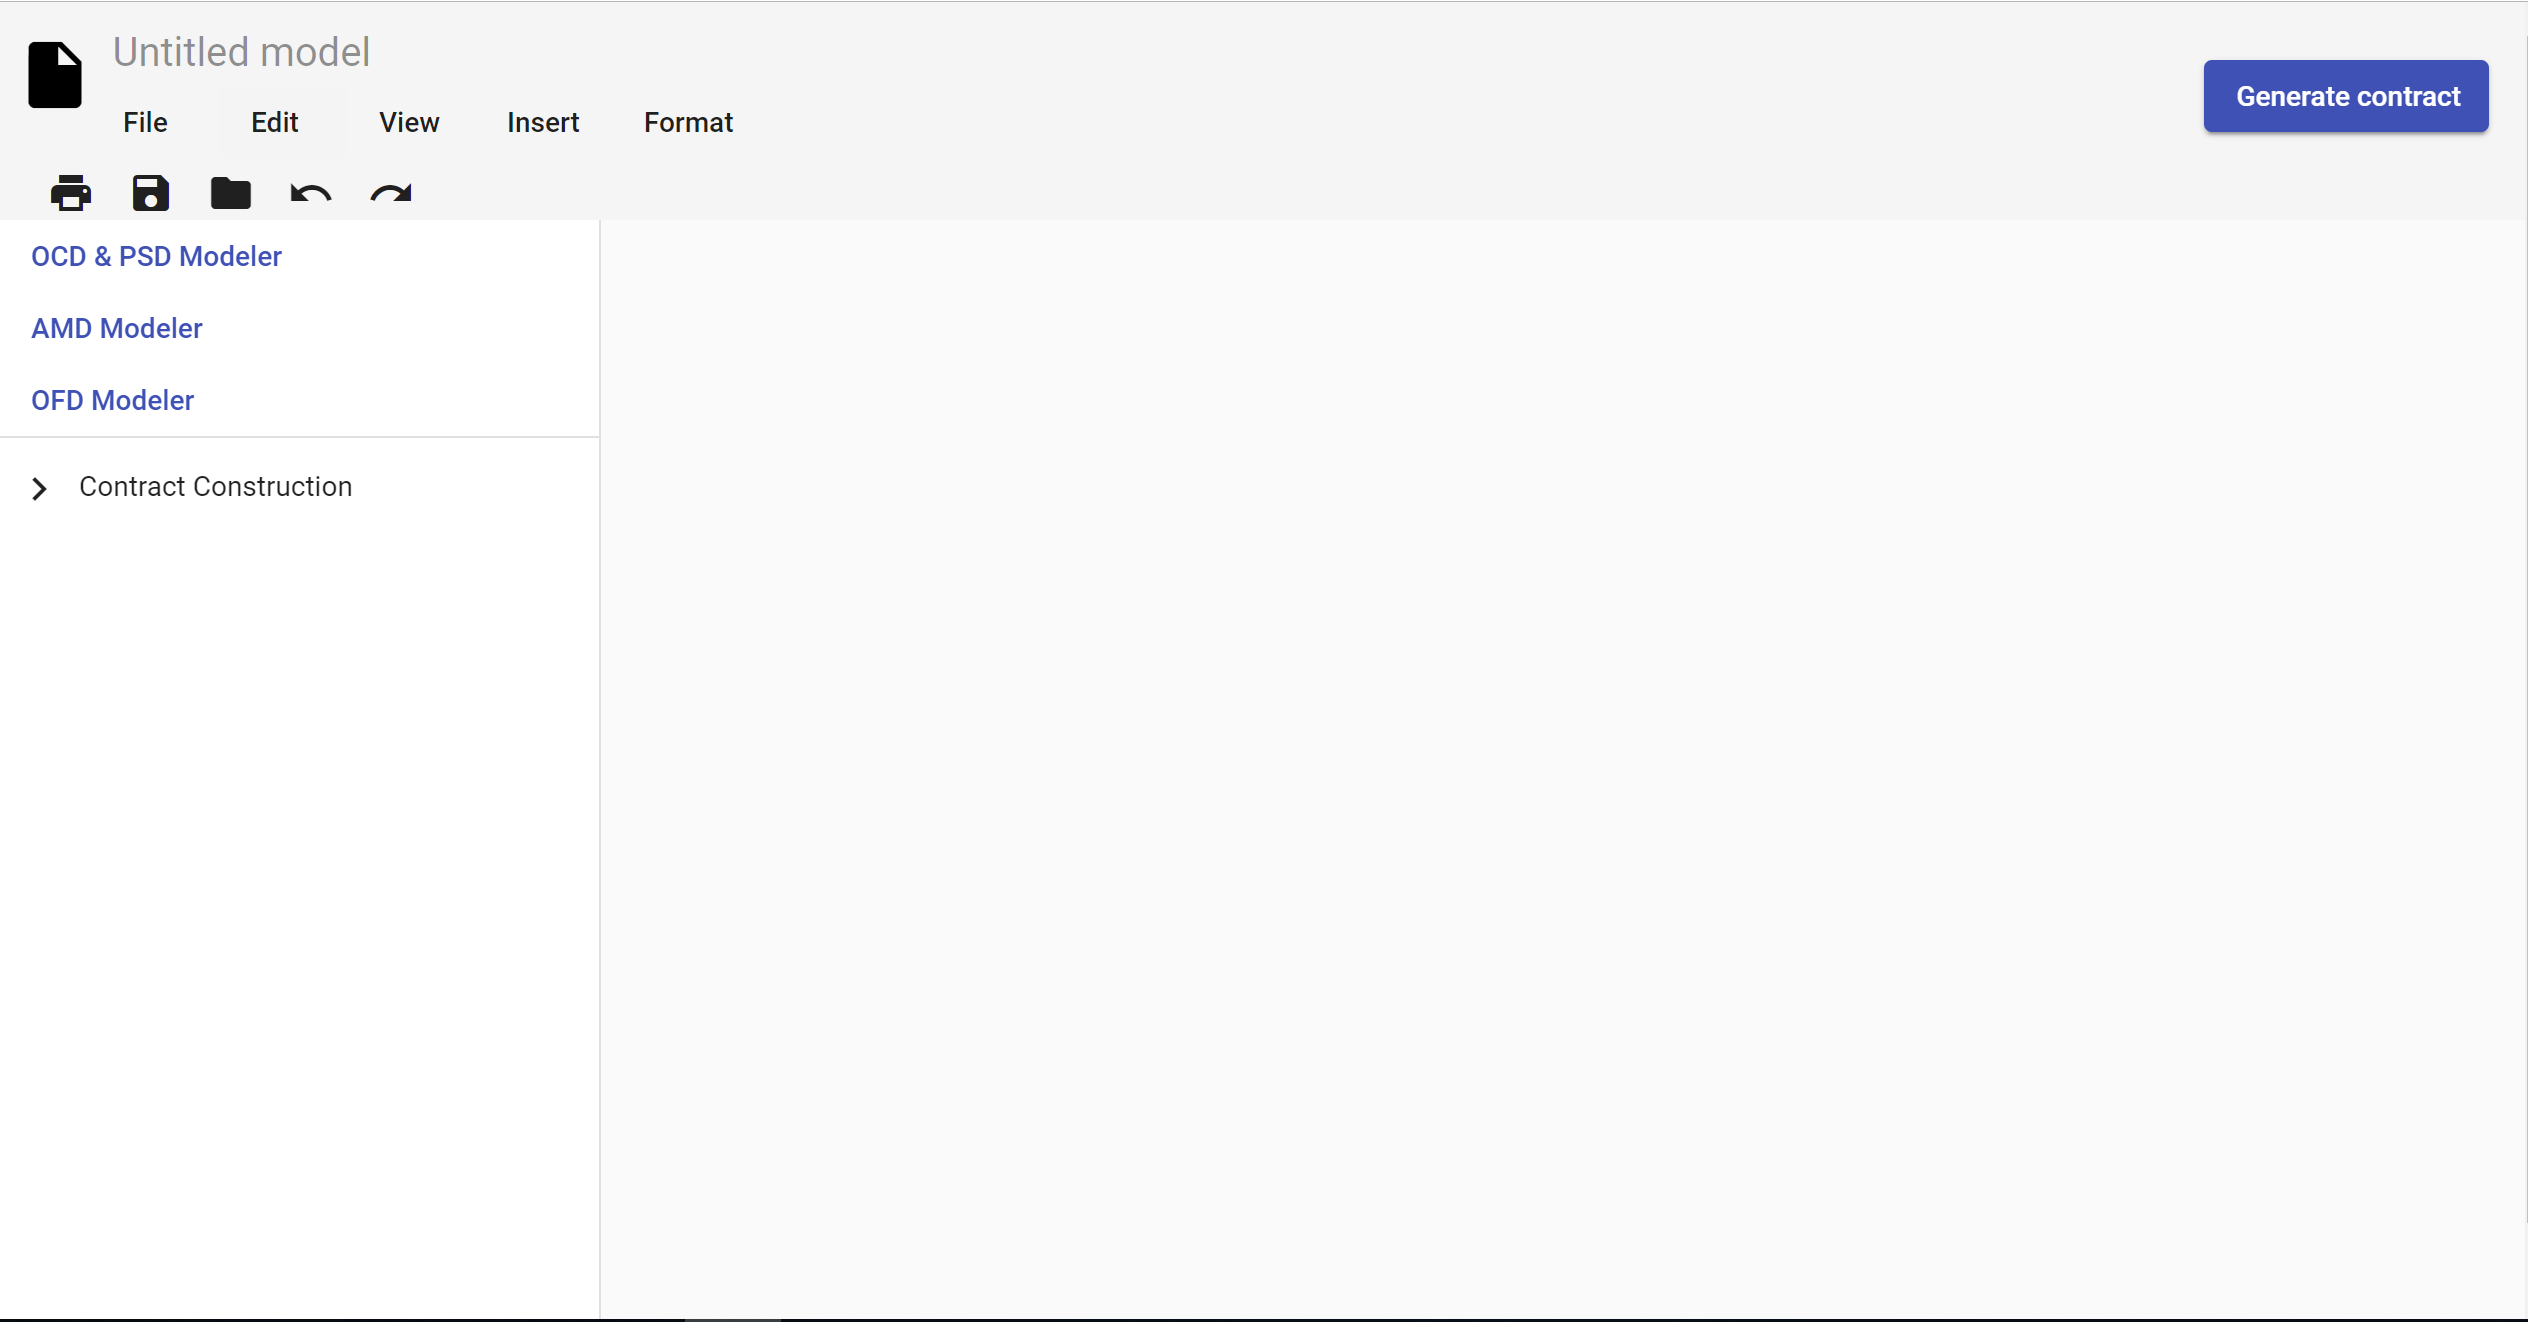 Untitled model
File Edit View Insert Format
Generate contract
OCD & PSD Modeler
AMD Modeler
OFD Modeler
Contract Construction